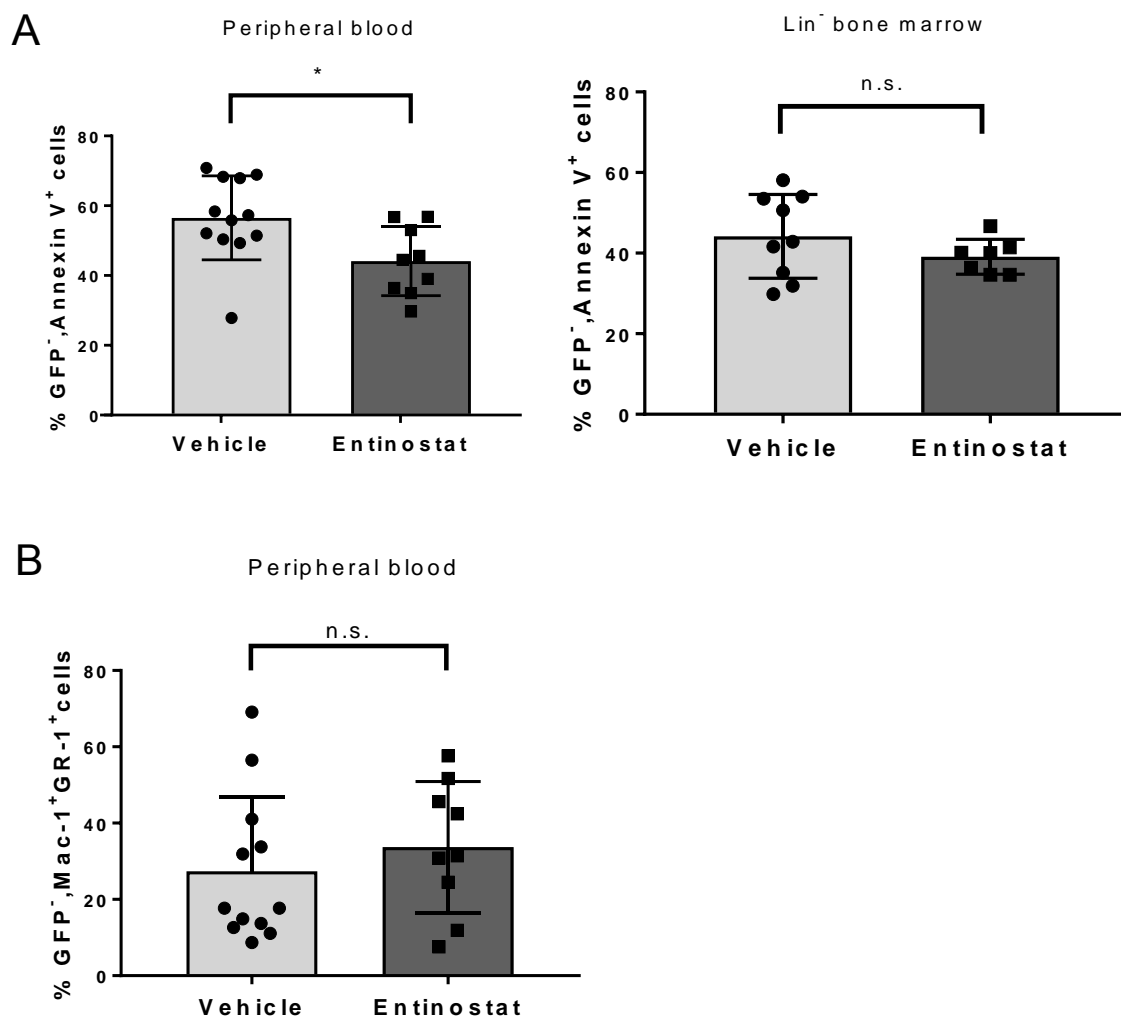 A
Peripheral blood
*
% GFP⁻,Annexin V⁺ cells
80
60
40
20
0
Vehicle
Entinostat
Lin⁻ bone marrow
n.s.
% GFP⁻,Annexin V⁺ cells
80
60
40
20
0
Vehicle
Entinostat
B
Peripheral blood
n.s.
% GFP⁻,Mac-1⁺GR-1⁺cells
80
60
40
20
0
Vehicle
Entinostat